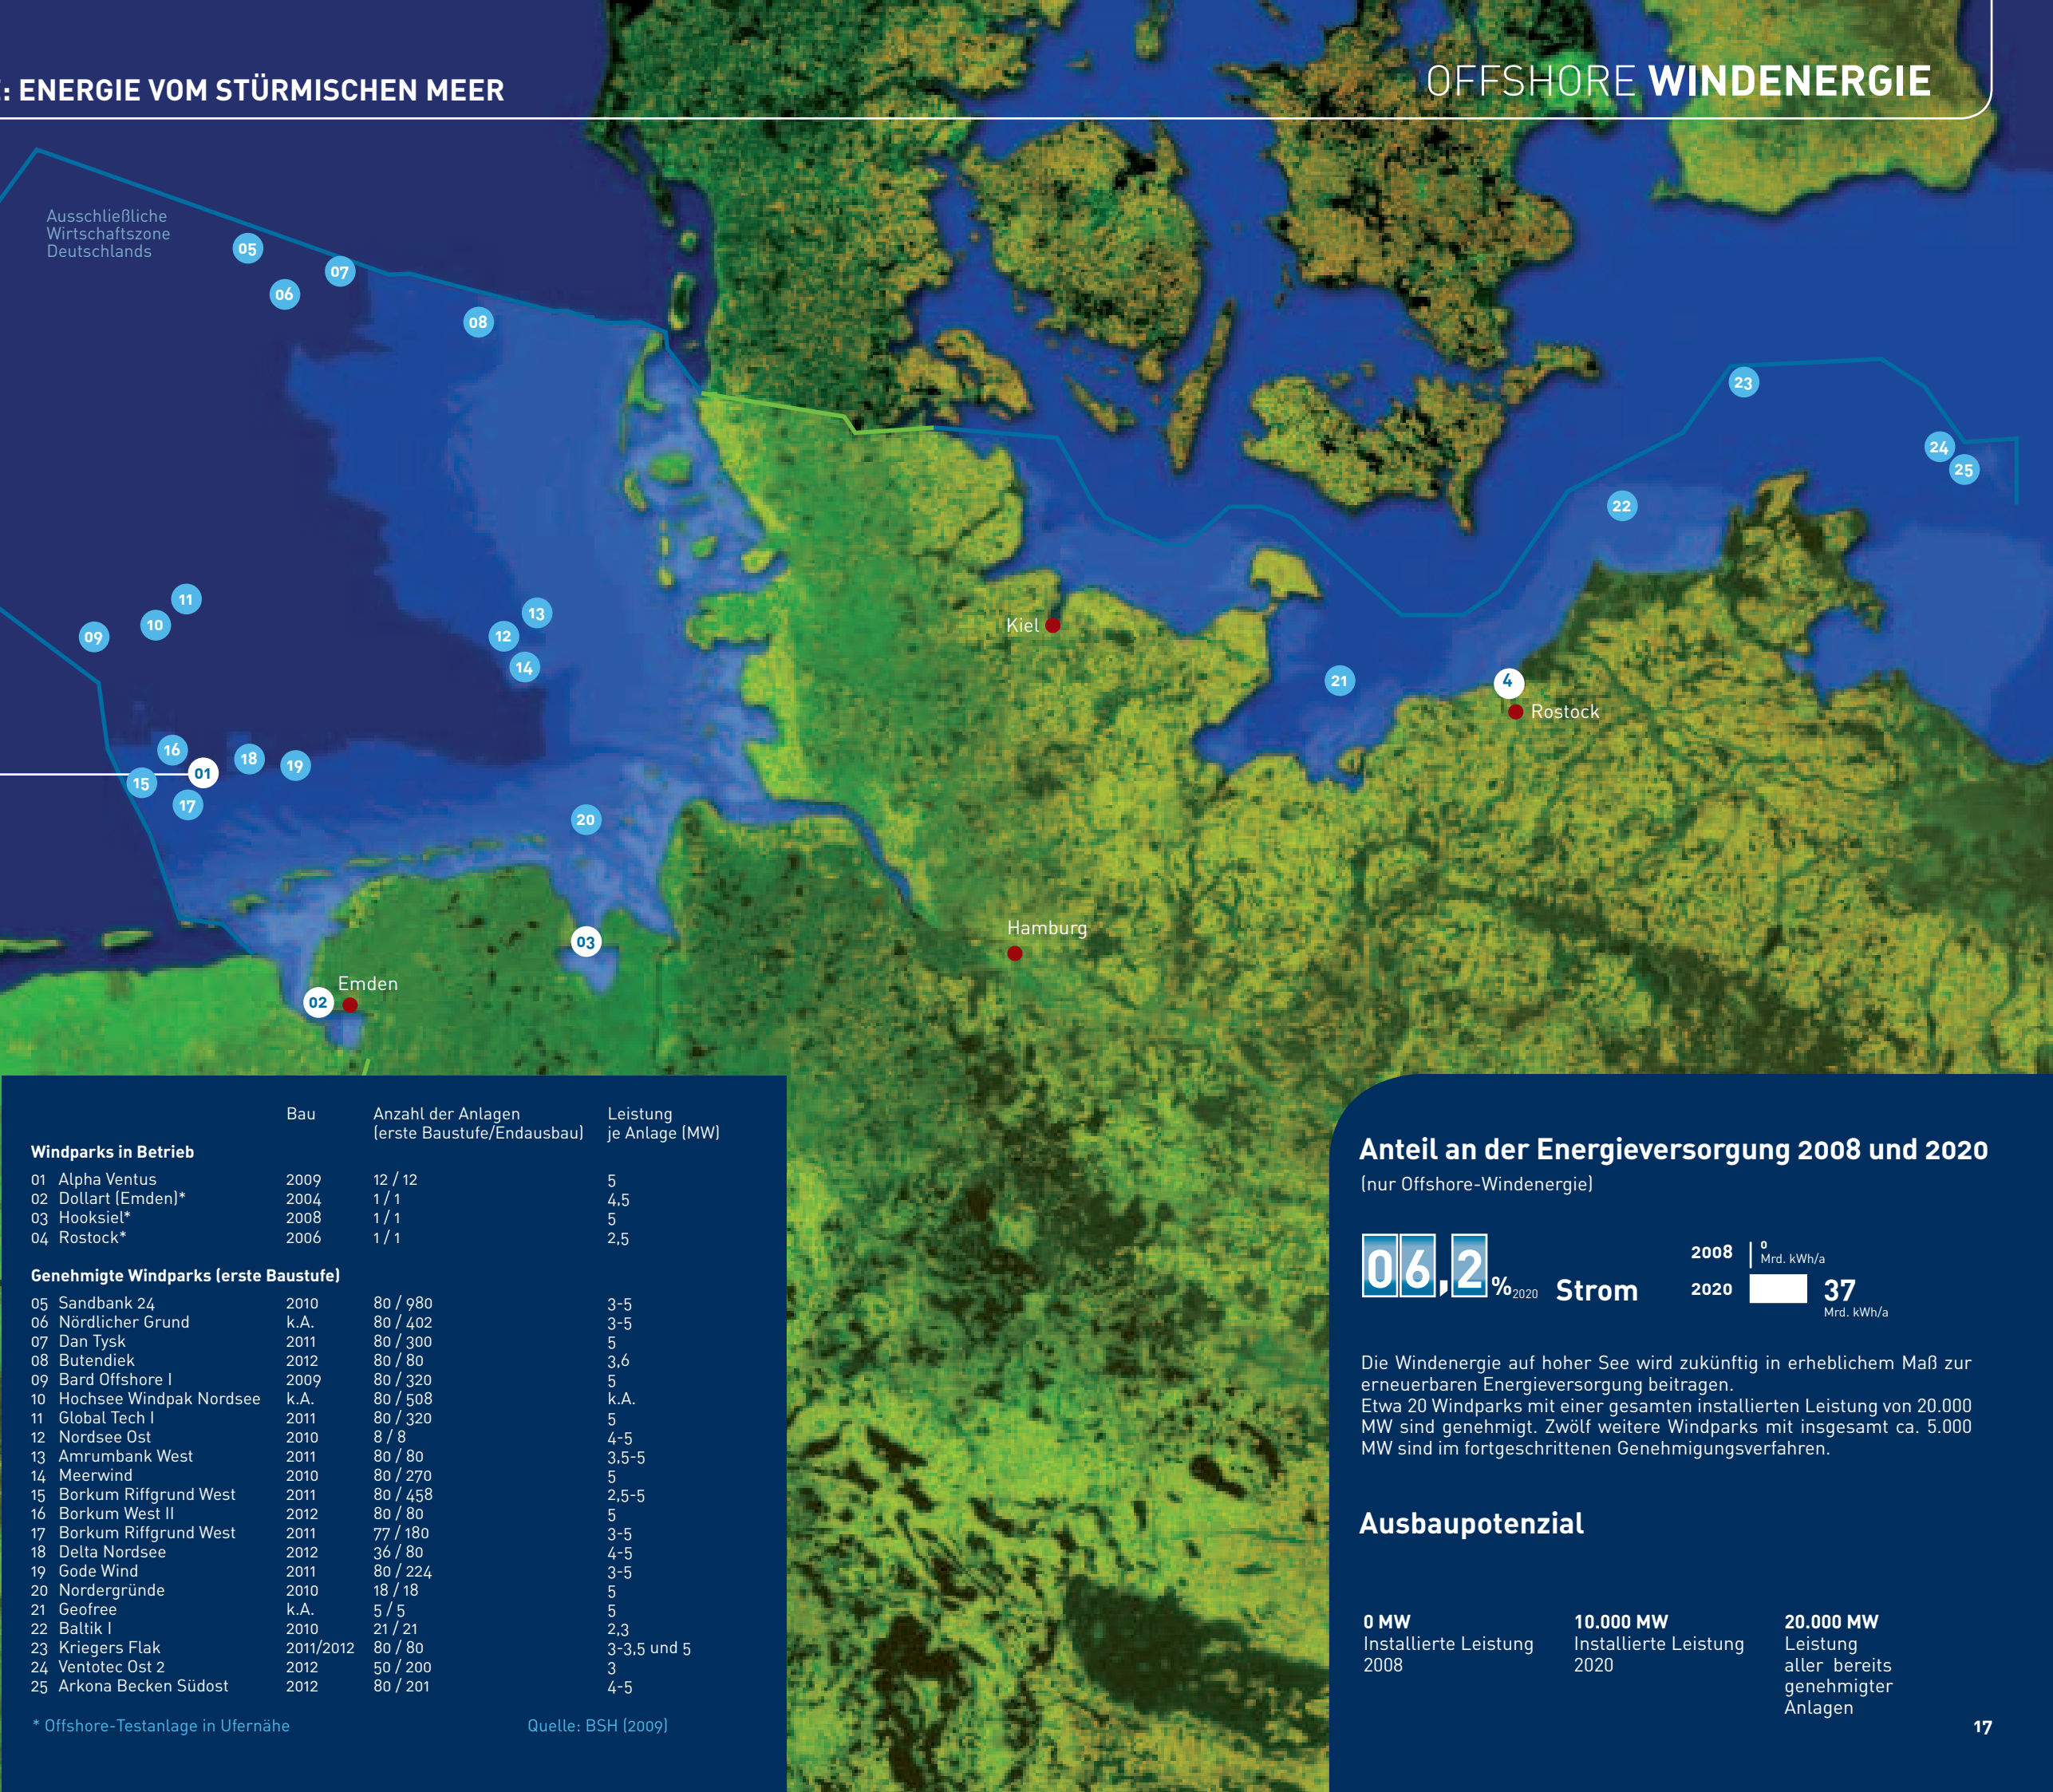 : ENERGIE VOM STÜRMISCHEN MEER
OFFSHORE WINDENERGIE
Ausschließliche
Wirtschaftszone
Deutschlands
05
07
06
08
23
24
25
22
11
13
10
09
12
14
Kiel
21
4
Rostock
16
18
19
01
15
17
20
Hamburg
03
Emden
02
Bau Anzahl der Anlagen Leistung
(erste Baustufe/Endausbau) je Anlage (MW)
Windparks in Betrieb
01 Alpha Ventus 2009 12 / 12 5
02 Dollart (Emden)* 2004 1 / 1 4,5
03 Hooksiel* 2008 1 / 1 5
04 Rostock* 2006 1 / 1 2,5
Genehmigte Windparks (erste Baustufe)
05 Sandbank 24 2010 80 / 980 3-5
06 Nördlicher Grund k.A. 80 / 402 3-5
07 Dan Tysk 2011 80 / 300 5
08 Butendiek 2012 80 / 80 3,6
09 Bard Offshore I 2009 80 / 320 5
10 Hochsee Windpak Nordsee k.A. 80 / 508 k.A.
11 Global Tech I 2011 80 / 320 5
12 Nordsee Ost 2010 8 / 8 4-5
13 Amrumbank West 2011 80 / 80 3,5-5
14 Meerwind 2010 80 / 270 5
15 Borkum Riffgrund West 2011 80 / 458 2,5-5
16 Borkum West II 2012 80 / 80 5
17 Borkum Riffgrund West 2011 77 / 180 3-5
18 Delta Nordsee 2012 36 / 80 4-5
19 Gode Wind 2011 80 / 224 3-5
20 Nordergründe 2010 18 / 18 5
21 Geofree k.A. 5 / 5 5
22 Baltik I 2010 21 / 21 2,3
23 Kriegers Flak 2011/2012 80 / 80 3-3,5 und 5
24 Ventotec Ost 2 2012 50 / 200 3
25 Arkona Becken Südost 2012 80 / 201 4-5
* Offshore-Testanlage in Ufernähe Quelle: BSH (2009)
Anteil an der Energieversorgung 2008 und 2020
(nur Offshore-Windenergie)
06,2 %2020 Strom
2008 0
Mrd. kWh/a
2020 37
Mrd. kWh/a
Die Windenergie auf hoher See wird zukünftig in erheblichem Maß zur
erneuerbaren Energieversorgung beitragen.
Etwa 20 Windparks mit einer gesamten installierten Leistung von 20.000
MW sind genehmigt. Zwölf weitere Windparks mit insgesamt ca. 5.000
MW sind im fortgeschrittenen Genehmigungsverfahren.
Ausbaupotenzial
0 MW
Installierte Leistung
2008
10.000 MW
Installierte Leistung
2020
20.000 MW
Leistung
aller bereits
genehmigter
Anlagen
17